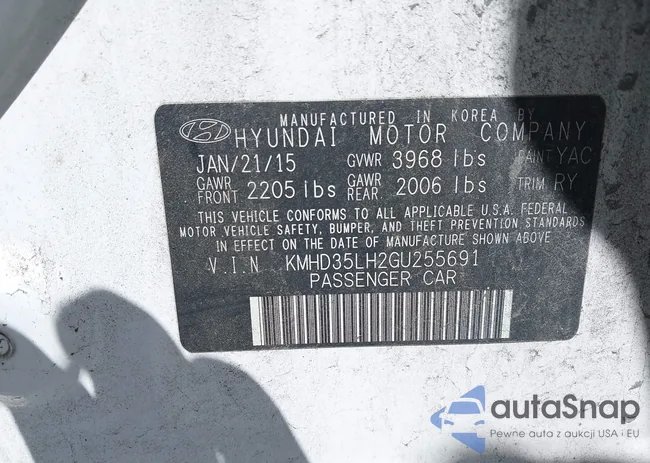 MANUFACTURED IN KOREA BY
HYUNDAI MOTOR COMPANY
JAN/21/15 GVWR 3968 lbs PAINT YAC
GAWR FRONT 2205 lbs GAWR REAR 2006 lbs TRIM RY
THIS VEHICLE CONFORMS TO ALL APPLICABLE U.S.A. FEDERAL
MOTOR VEHICLE SAFETY, BUMPER, AND THEFT PREVENTION STANDARDS
IN EFFECT ON THE DATE OF MANUFACTURE SHOWN ABOVE
V.I.N KMHD35LH2GU255691
PASSENGER CAR
autoSnap
Pewne auta z aukcji USA i EU